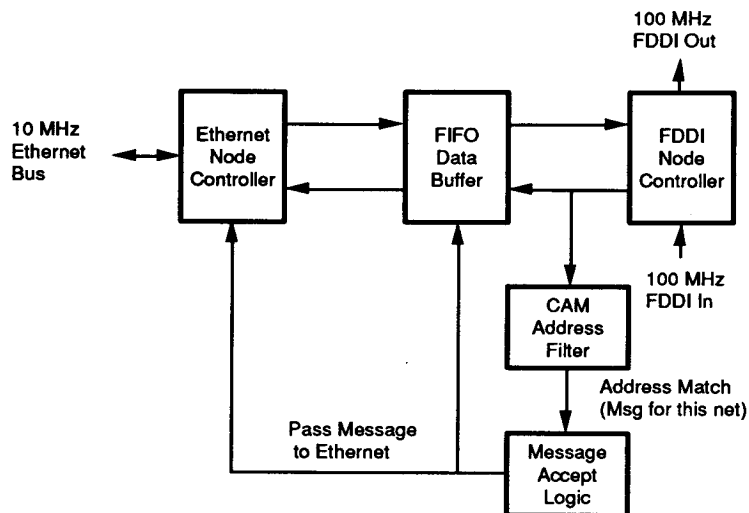 100 MHz
FDDI Out
10 MHz
Ethernet
Bus
Ethernet
Node
Controller
FIFO
Data
Buffer
FDDI
Node
Controller
100 MHz
FDDI In
CAM
Address
Filter
Address Match
(Msg for this net)
Pass Message
to Ethernet
Message
Accept
Logic